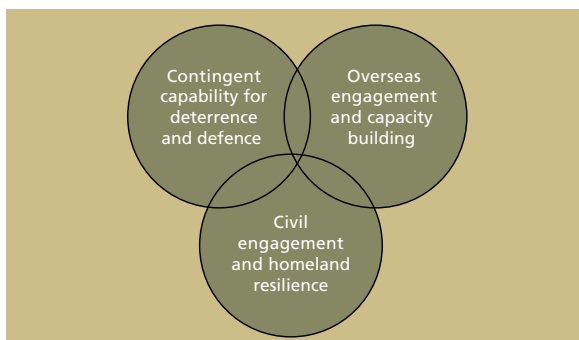 Contingent
capability for
deterrence
and defence
Overseas
engagement
and capacity
building
Civil
engagement
and homeland
resilience